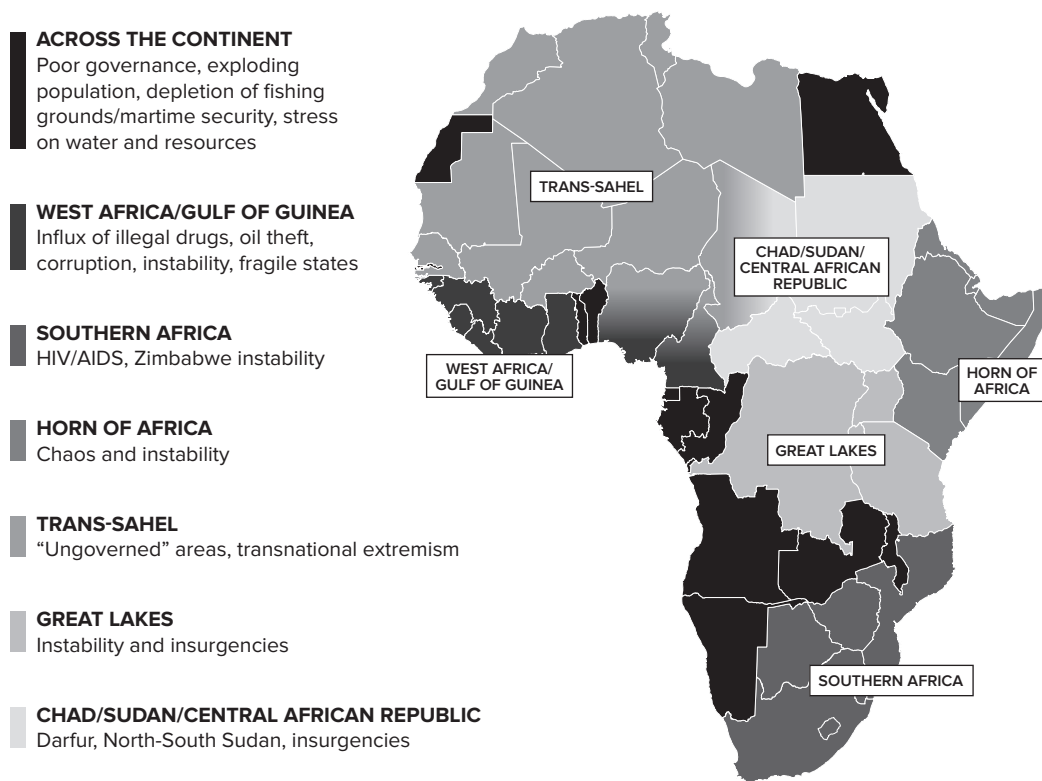 ACROSS THE CONTINENT
Poor governance, exploding
population, depletion of fishing
grounds/martime security, stress
on water and resources
WEST AFRICA/GULF OF GUINEA
Influx of illegal drugs, oil theft,
corruption, instability, fragile states
SOUTHERN AFRICA
HIV/AIDS, Zimbabwe instability
HORN OF AFRICA
Chaos and instability
TRANS-SAHEL
“Ungoverned” areas, transnational extremism
GREAT LAKES
Instability and insurgencies
CHAD/SUDAN/CENTRAL AFRICAN REPUBLIC
Darfur, North-South Sudan, insurgencies
TRANS-SAHEL
CHAD/SUDAN/
CENTRAL AFRICAN
REPUBLIC
WEST AFRICA/
GULF OF GUINEA
HORN OF
AFRICA
GREAT LAKES
SOUTHERN AFRICA